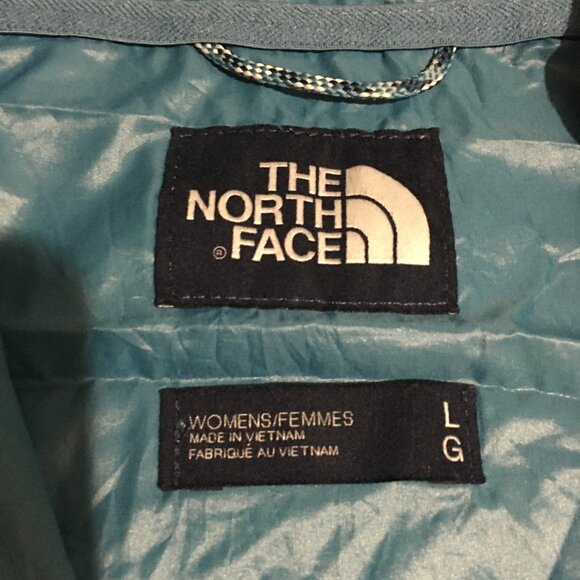 THE
NORTH
® FACE
WOMENS/FEMMES
MADE IN VIETNAM
FABRIQUÉ AU VIETNAM
L
G